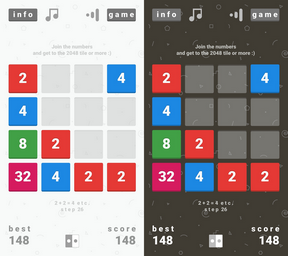 info game
Join the numbers
and get to the 2048 tile or more :)
2 4
4
8 2
32 4 2 2
2+2=4 etc.
step 26
best score
148 148
info game
Join the numbers
and get to the 2048 tile or more :)
2 4
4
8 2
32 4 2 2
2+2=4 etc.
step 26
best score
148 148